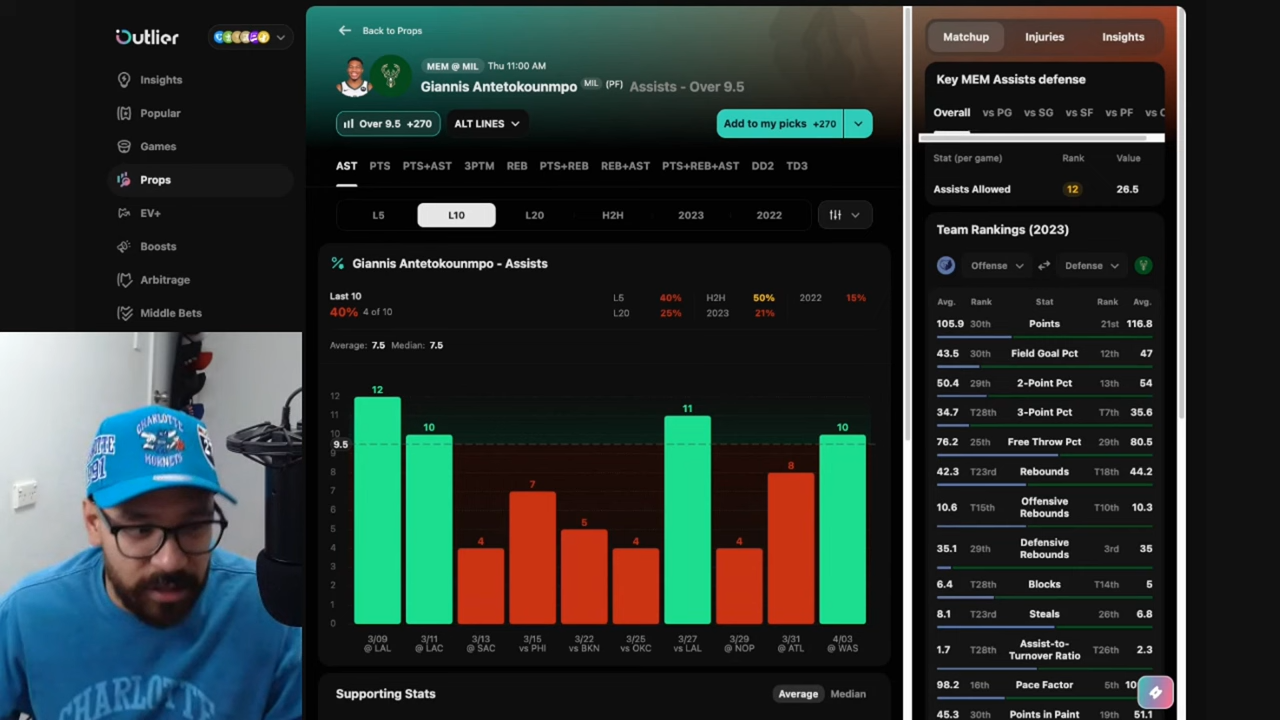 Outlier
Insights
Popular
Games
Props
EV+
Boosts
Arbitrage
Middle Bets
Back to Props
MEM @ MIL Thu 11:00 AM
Giannis Antetokounmpo MIL (PF) Assists - Over 9.5
Over 9.5 +270 ALT LINES
Add to my picks +270
AST PTS PTS+AST 3PTM REB PTS+REB REB+AST PTS+REB+AST DD2 TD3
L5 L10 L20 H2H 2023 2022
Giannis Antetokounmpo - Assists
Last 10
40% 4 of 10
L5 40% H2H 50% 2022 15%
L20 25% 2023 21%
Average: 7.5 Median: 7.5
12
11
10
9.5
9
8
7
6
5
4
3
2
1
0
12 10 4 7 5 4 11 4 8 10
3/09 3/11 3/13 3/15 3/22 3/25 3/27 3/29 3/31 4/03
@ LAL @ LAC @ SAC vs PHI vs BKN vs OKC vs LAL @ NOP @ ATL @ WAS
Supporting Stats
Average Median
Matchup Injuries Insights
Key MEM Assists defense
Overall vs PG vs SG vs SF vs PF vs C
Stat (per game) Rank Value
Assists Allowed 12 26.5
Team Rankings (2023)
Offense Defense
Avg. Rank Stat Rank Avg.
105.9 30th Points 21st 116.8
43.5 30th Field Goal Pct 12th 47
50.4 29th 2-Point Pct 13th 54
34.7 T28th 3-Point Pct T7th 35.6
76.2 25th Free Throw Pct 29th 80.5
42.3 T23rd Rebounds T18th 44.2
10.6 T15th Offensive Rebounds T10th 10.3
35.1 29th Defensive Rebounds 3rd 35
6.4 T28th Blocks T14th 5
8.1 T23rd Steals 26th 6.8
1.7 T28th Assist-to-Turnover Ratio T26th 2.3
98.2 16th Pace Factor 5th 10
45.3 30th Points in Paint 19th 51.1
CHARLOTTE
HORNETS
CHARLOTTE